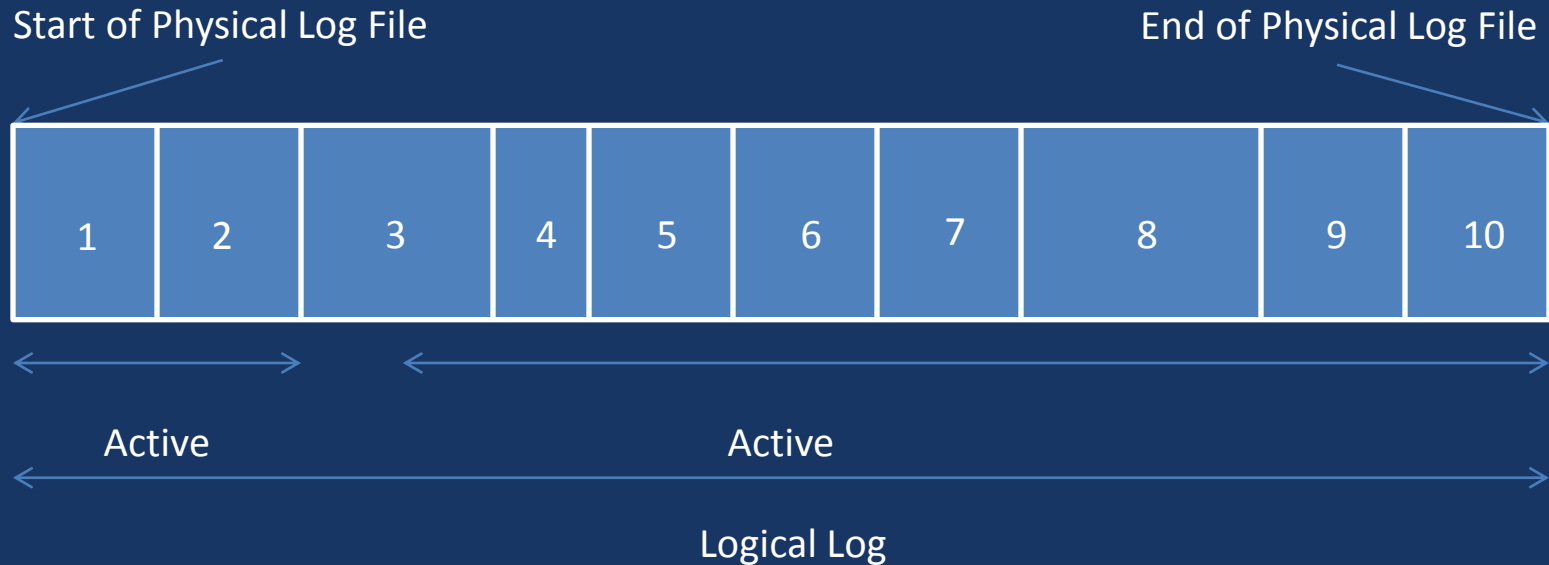 Start of Physical Log File
End of Physical Log File
1 2 3 4 5 6 7 8 9 10
Active
Active
Logical Log